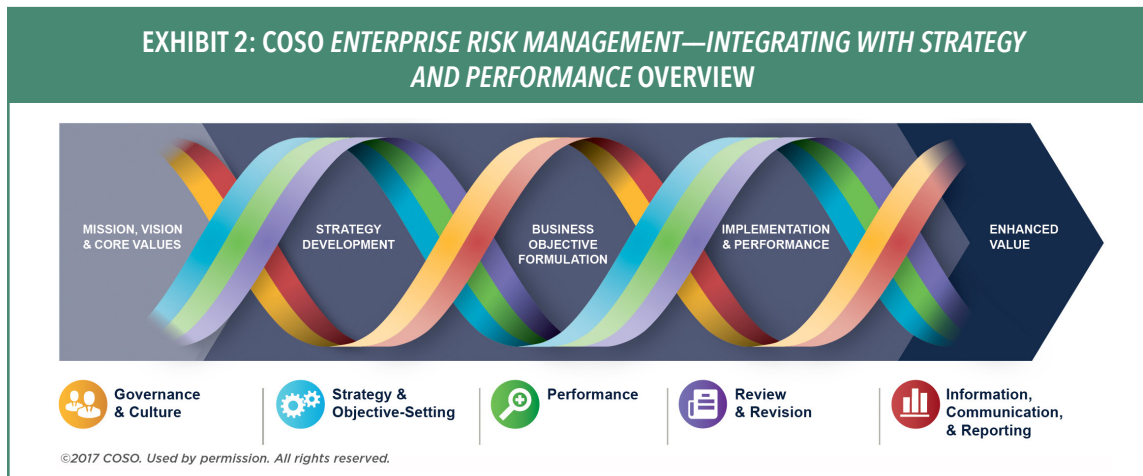 EXHIBIT 2: COSO ENTERPRISE RISK MANAGEMENT—INTEGRATING WITH STRATEGY
AND PERFORMANCE OVERVIEW
MISSION, VISION
& CORE VALUES
STRATEGY
DEVELOPMENT
BUSINESS
OBJECTIVE
FORMULATION
IMPLEMENTATION
& PERFORMANCE
ENHANCED
VALUE
Governance
& Culture
Strategy &
Objective-Setting
Performance
Review
& Revision
Information,
Communication,
& Reporting
©2017 COSO. Used by permission. All rights reserved.